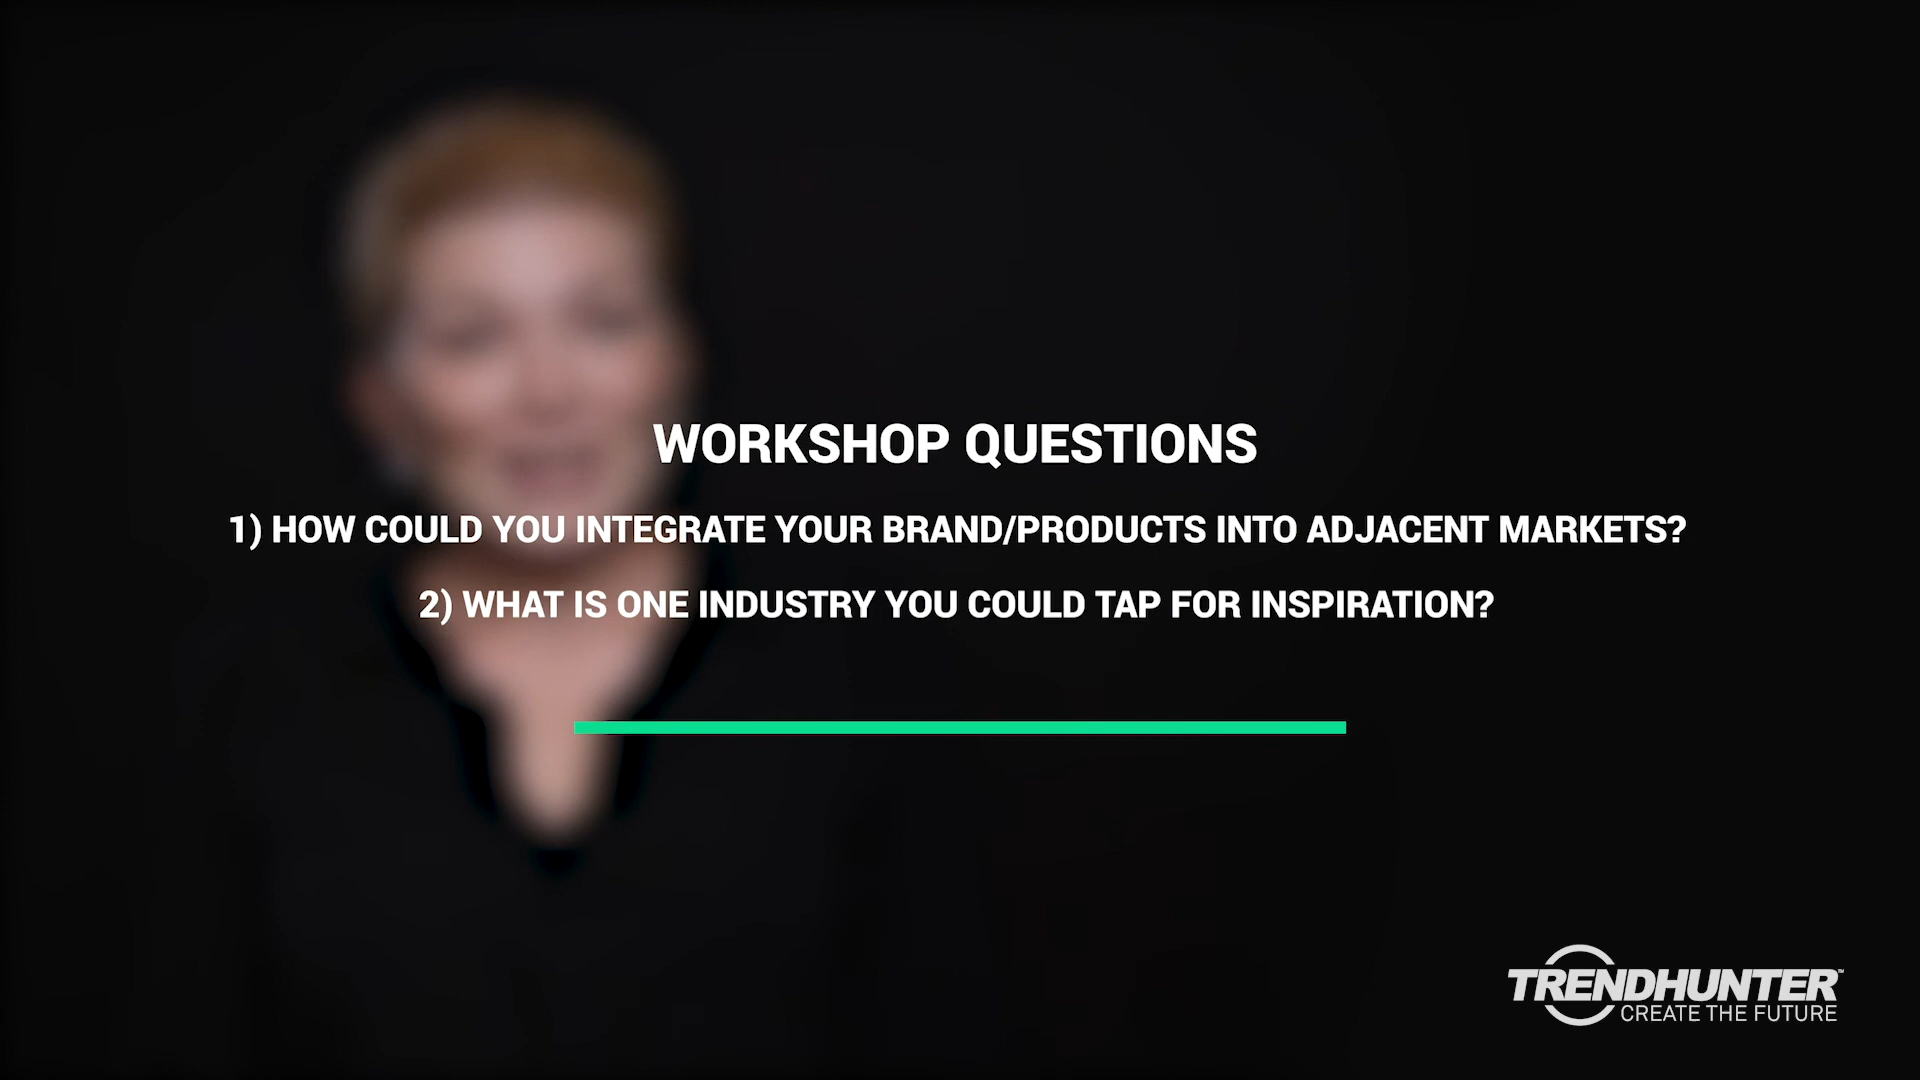 WORKSHOP QUESTIONS
1) HOW COULD YOU INTEGRATE YOUR BRAND/PRODUCTS INTO ADJACENT MARKETS?
2) WHAT IS ONE INDUSTRY YOU COULD TAP FOR INSPIRATION?
TRENDHUNTER™
CREATE THE FUTURE